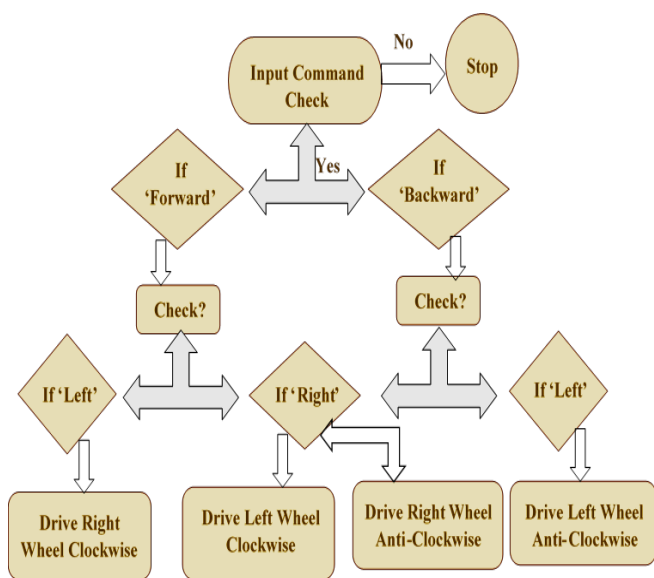 No
Input Command
Check
Stop
Yes
If
‘Forward’
If
‘Backward’
Check?
Check?
If ‘Left’
If ‘Right’
If ‘Left’
Drive Right
Wheel Clockwise
Drive Left Wheel
Clockwise
Drive Right Wheel
Anti-Clockwise
Drive Left Wheel
Anti-Clockwise